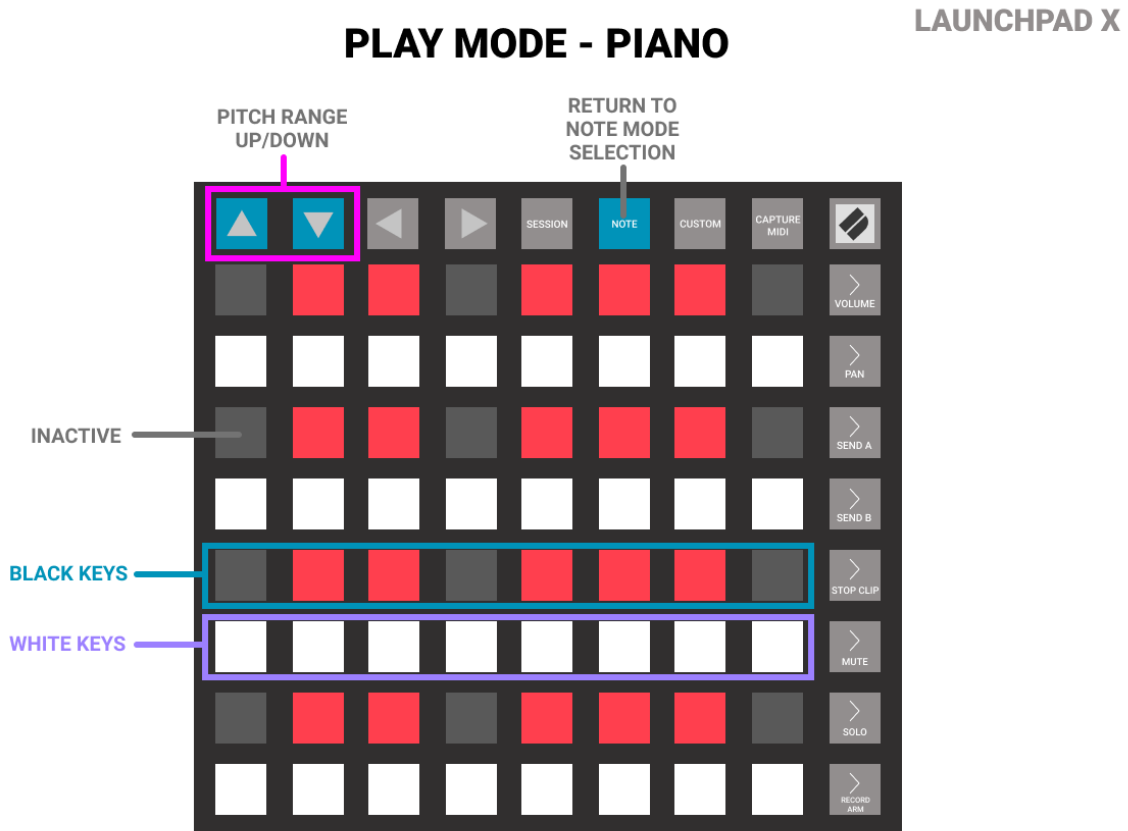 LAUNCHPAD X
PLAY MODE - PIANO
PITCH RANGE
UP/DOWN
RETURN TO
NOTE MODE
SELECTION
SESSION
NOTE
CUSTOM
CAPTURE
MIDI
VOLUME
PAN
INACTIVE
SEND A
SEND B
BLACK KEYS
STOP CLIP
WHITE KEYS
MUTE
SOLO
RECORD
ARM